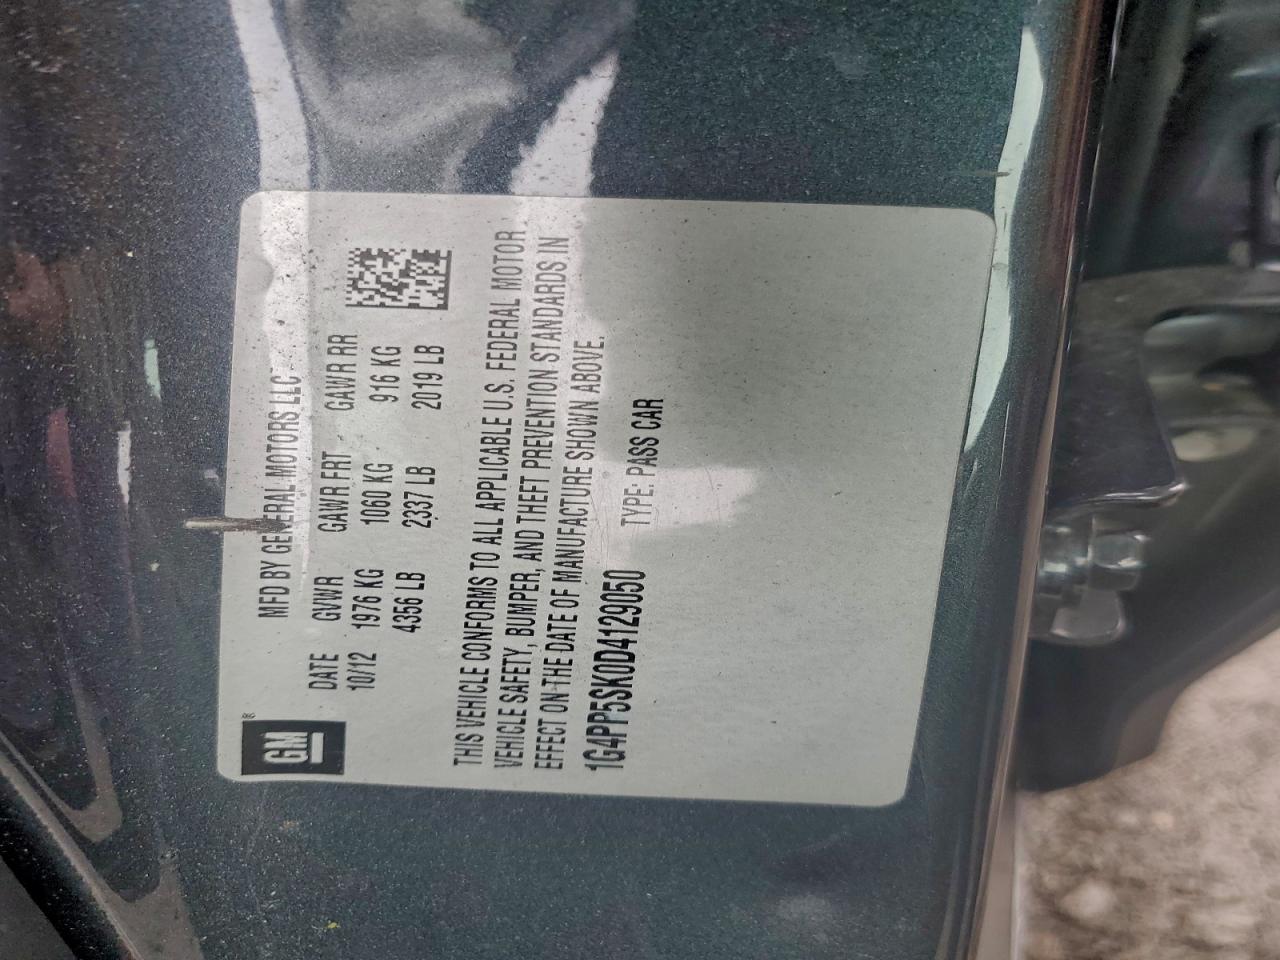 GM ®
MFD BY GENERAL MOTORS LLC
DATE GVWR GAWR FRT GAWR RR
10/12 1976 KG 1060 KG 916 KG
4356 LB 2337 LB 2019 LB
THIS VEHICLE CONFORMS TO ALL APPLICABLE U.S. FEDERAL MOTOR
VEHICLE SAFETY, BUMPER, AND THEFT PREVENTION STANDARDS IN
EFFECT ON THE DATE OF MANUFACTURE SHOWN ABOVE.
1G4PP5SK0D4129050 TYPE: PASS CAR